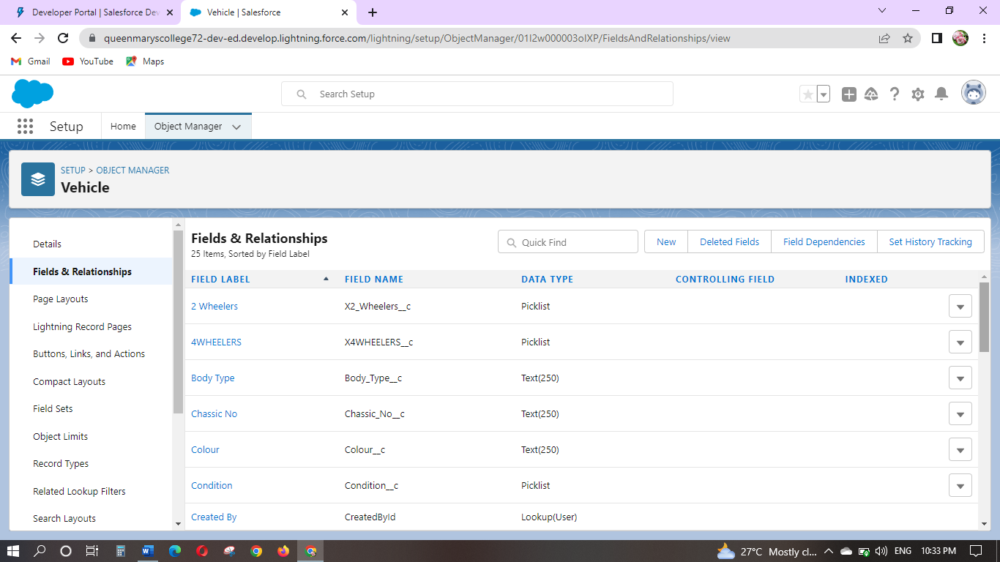 Developer Portal | Salesforce Dev
Vehicle | Salesforce
queenmaryscollege72-dev-ed.develop.lightning.force.com/lightning/setup/ObjectManager/01I2w000003oIXP/FieldsAndRelationships/view
Gmail YouTube Maps
Search Setup
Setup Home Object Manager
SETUP > OBJECT MANAGER
Vehicle
Details
Fields & Relationships
Page Layouts
Lightning Record Pages
Buttons, Links, and Actions
Compact Layouts
Field Sets
Object Limits
Record Types
Related Lookup Filters
Search Layouts
Fields & Relationships
25 Items, Sorted by Field Label
Quick Find
New Deleted Fields Field Dependencies Set History Tracking
FIELD LABEL FIELD NAME DATA TYPE CONTROLLING FIELD INDEXED
2 Wheelers X2_Wheelers__c Picklist
4WHEELERS X4WHEELERS__c Picklist
Body Type Body_Type__c Text(250)
Chassic No Chassic_No__c Text(250)
Colour Colour__c Text(250)
Condition Condition__c Picklist
Created By CreatedById Lookup(User)
27°C Mostly cl... ENG 10:33 PM